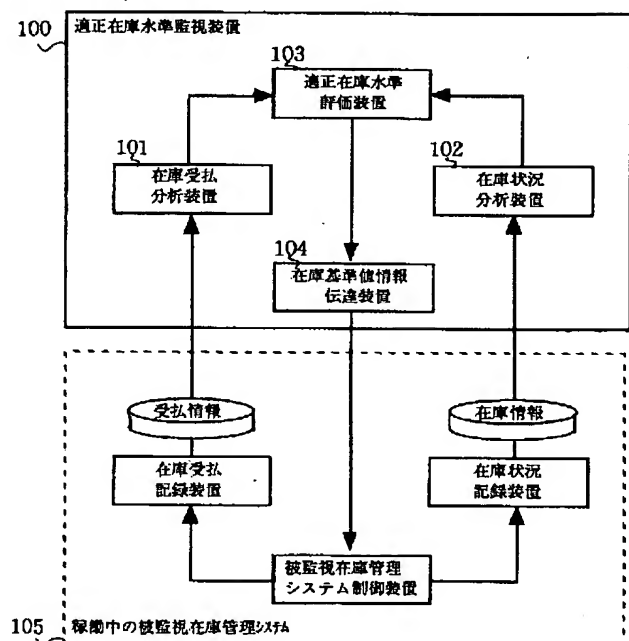 100
適正在庫水準監視装置
103
適正在庫水準
評価装置
101
在庫受払
分析装置
102
在庫状況
分析装置
104
在庫基準値情報
伝達装置
受払情報
在庫情報
在庫受払
記録装置
在庫状況
記録装置
被監視在庫管理
システム制御装置
105
稼働中の被監視在庫管理システム